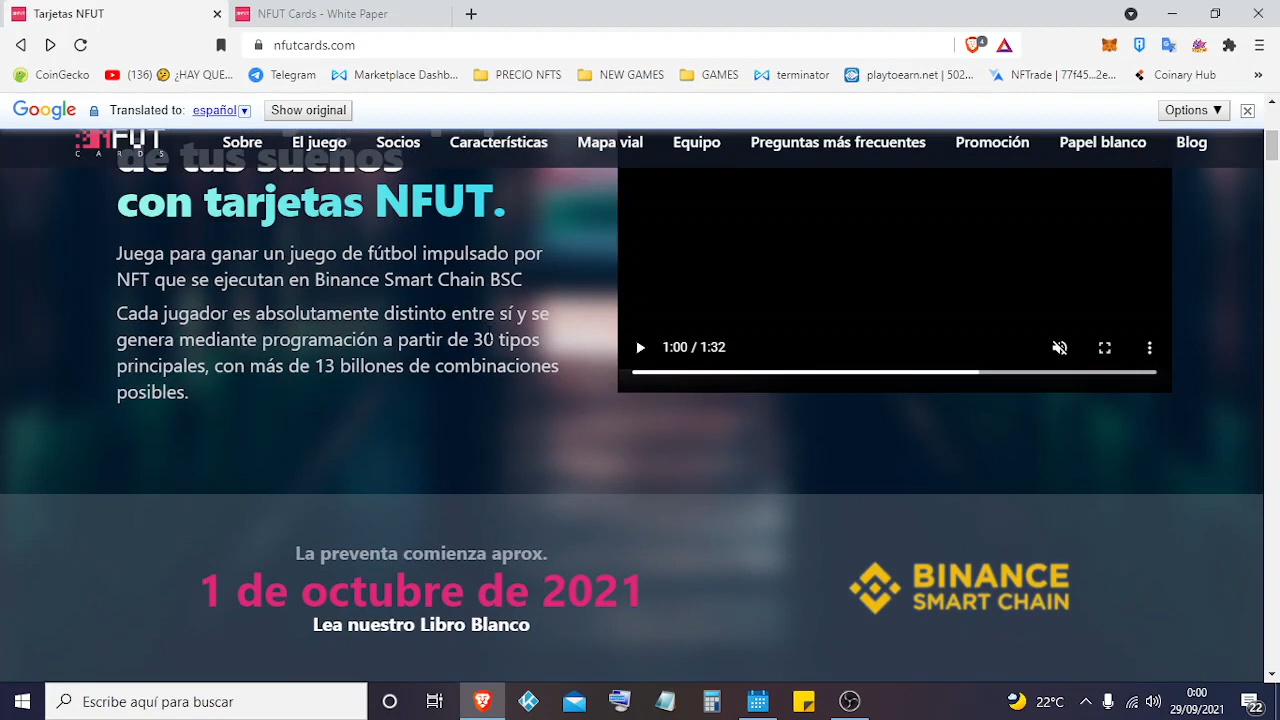 Tarjetas NFUT
NFUT Cards - White Paper
nfutcards.com
4
CoinGecko
(136) ¿HAY QUE...
Telegram
Marketplace Dashb...
PRECIO NFTS
NEW GAMES
GAMES
terminator
playtoearn.net | 502...
NFTrade | 77f45...2e...
Coinary Hub
»
Google Translated to: español Show original Options ▼
NFUT
CARDS
Sobre El juego Socios Características Mapa vial Equipo Preguntas más frecuentes Promoción Papel blanco Blog
de tus sueños
con tarjetas NFUT.
Juega para ganar un juego de fútbol impulsado por
NFT que se ejecutan en Binance Smart Chain BSC
Cada jugador es absolutamente distinto entre sí y se
genera mediante programación a partir de 30 tipos
principales, con más de 13 billones de combinaciones
posibles.
1:00 / 1:32
La preventa comienza aprox.
1 de octubre de 2021
Lea nuestro Libro Blanco
BINANCE
SMART CHAIN
Escribe aquí para buscar
22°C
0:00
29/09/2021
22